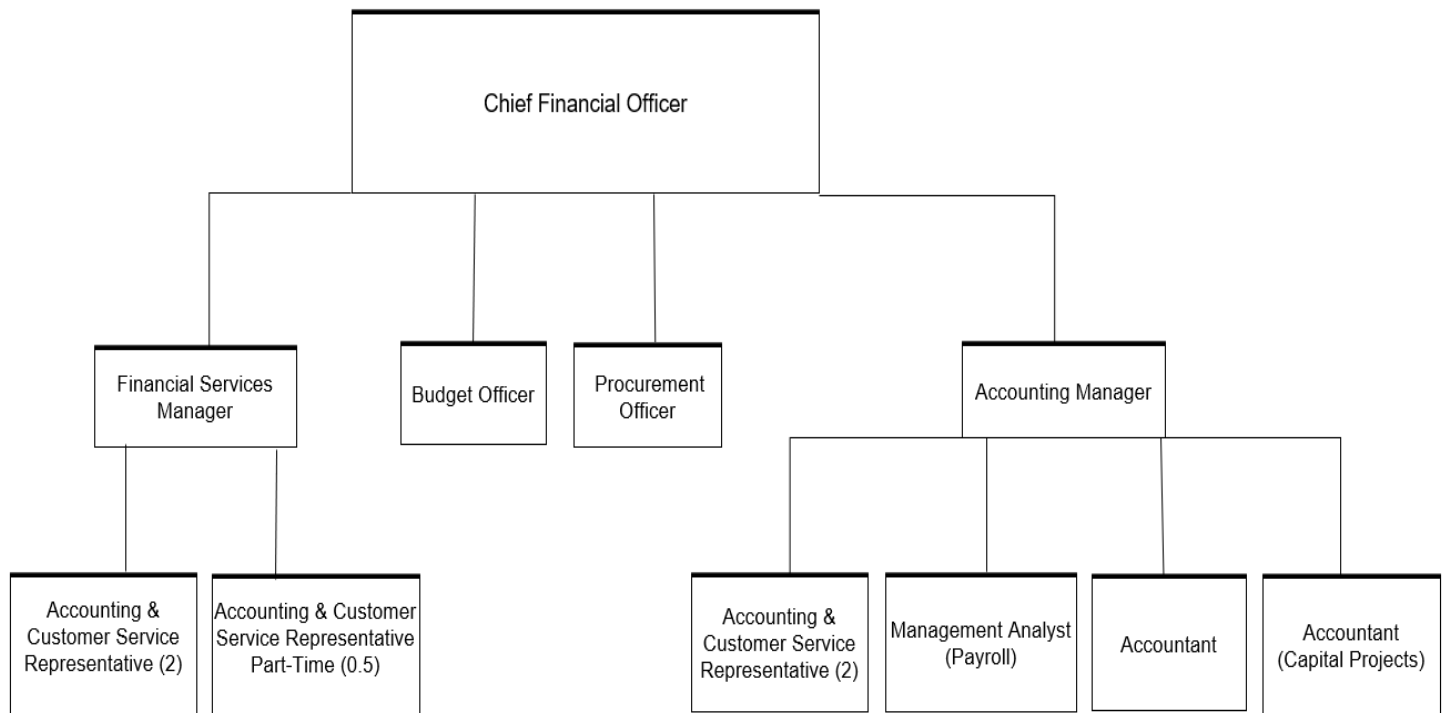 Chief Financial Officer
Financial Services
Manager
Budget Officer
Procurement
Officer
Accounting Manager
Accounting &
Customer Service
Representative (2)
Accounting & Customer
Service Representative
Part-Time (0.5)
Accounting &
Customer Service
Representative (2)
Management Analyst
(Payroll)
Accountant
Accountant
(Capital Projects)